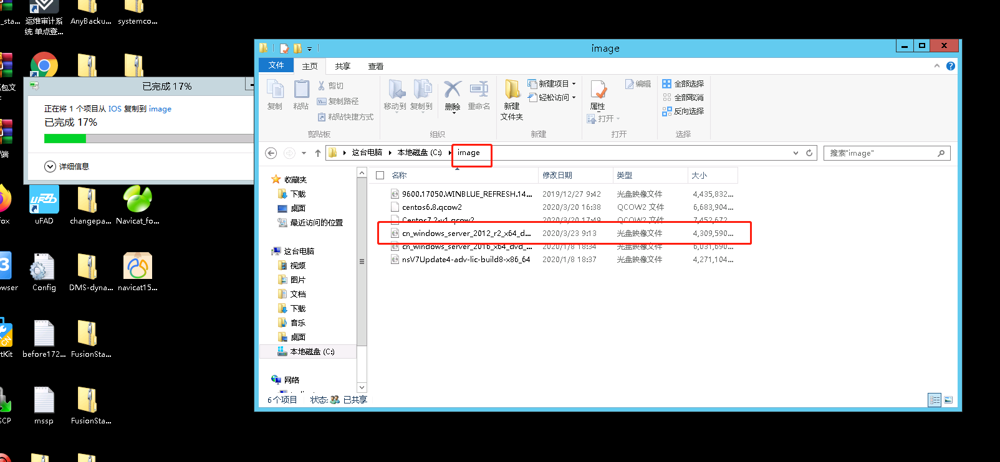 _sta...
运维审计系
统 单点登...
AnyBacku...
systemco...
包文
已完成 17%
正在将 1 个项目从 IOS 复制到 image
已完成 17%
详细信息
端
fox
uFAD
uFAD
changepa...
Navicat_fo...
3
owser
Config
DMS-dyna...
navicat15...
CN
rtKit
before172...
FusionSta...
SCP
mssp
FusionSta...
image
文件
主页
共享
查看
复制
粘贴
剪切
复制路径
粘贴快捷方式
剪贴板
移动到
复制到
删除
重命名
组织
新建
文件夹
新建项目
轻松访问
新建
属性
打开
编辑
打开
全部选择
全部取消
反向选择
选择
这台电脑
本地磁盘 (C:)
image
搜索"image"
收藏夹
下载
桌面
最近访问的位置
这台电脑
视频
图片
文档
下载
音乐
桌面
本地磁盘 (C:)
网络
名称 修改日期 类型 大小
9600.17050.WINBLUE_REFRESH.14... 2019/12/27 9:42 光盘映像文件 4,435,832...
centos6.8.qcow2 2020/3/20 16:38 QCOW2 文件 6,683,904...
Centos7.2-v1.qcow2 2020/3/20 17:49 QCOW2 文件 7,452,672...
cn_windows_server_2012_r2_x64_d... 2020/3/23 9:13 光盘映像文件 4,309,590...
cn_windows_server_2016_x64_dvd_... 2020/1/8 18:34 光盘映像文件 6,031,690...
nsV7Update4-adv-lic-build8-x86_64 2020/1/8 18:37 光盘映像文件 4,271,104...
6 个项目 状态: 已共享